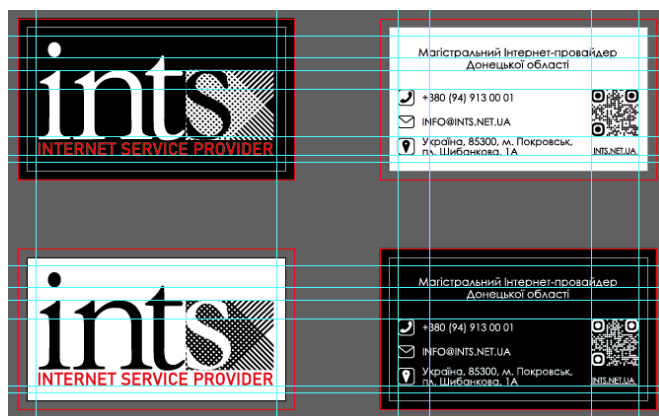 ints
INTERNET SERVICE PROVIDER
Магістральний Інтернет-провайдер
Донецької області
+380 (94) 913 00 01
INFO@INTS.NET.UA
Україна, 85300, м. Покровськ,
пл. Шибанкова, 1А
INTS.NET.UA
ints
INTERNET SERVICE PROVIDER
Магістральний Інтернет-провайдер
Донецької області
+380 (94) 913 00 01
INFO@INTS.NET.UA
Україна, 85300, м. Покровськ,
пл. Шибанкова, 1А
INTS.NET.UA